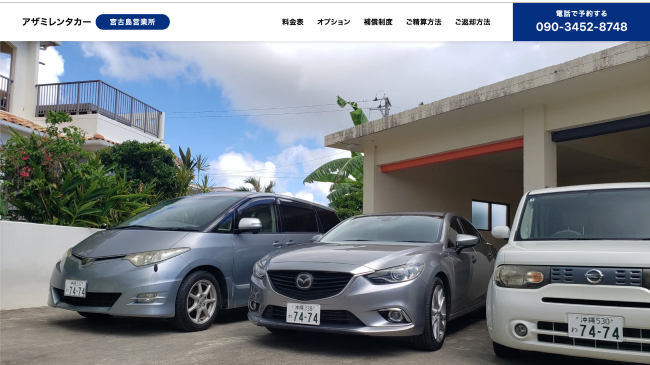 アザミレンタカー
宮古島営業所
料金表
オプション
補償制度
ご精算方法
ご返却方法
電話で予約する
090-3452-8748
74-74
沖縄 530
わ 74-74
沖縄 530
わ 74-74